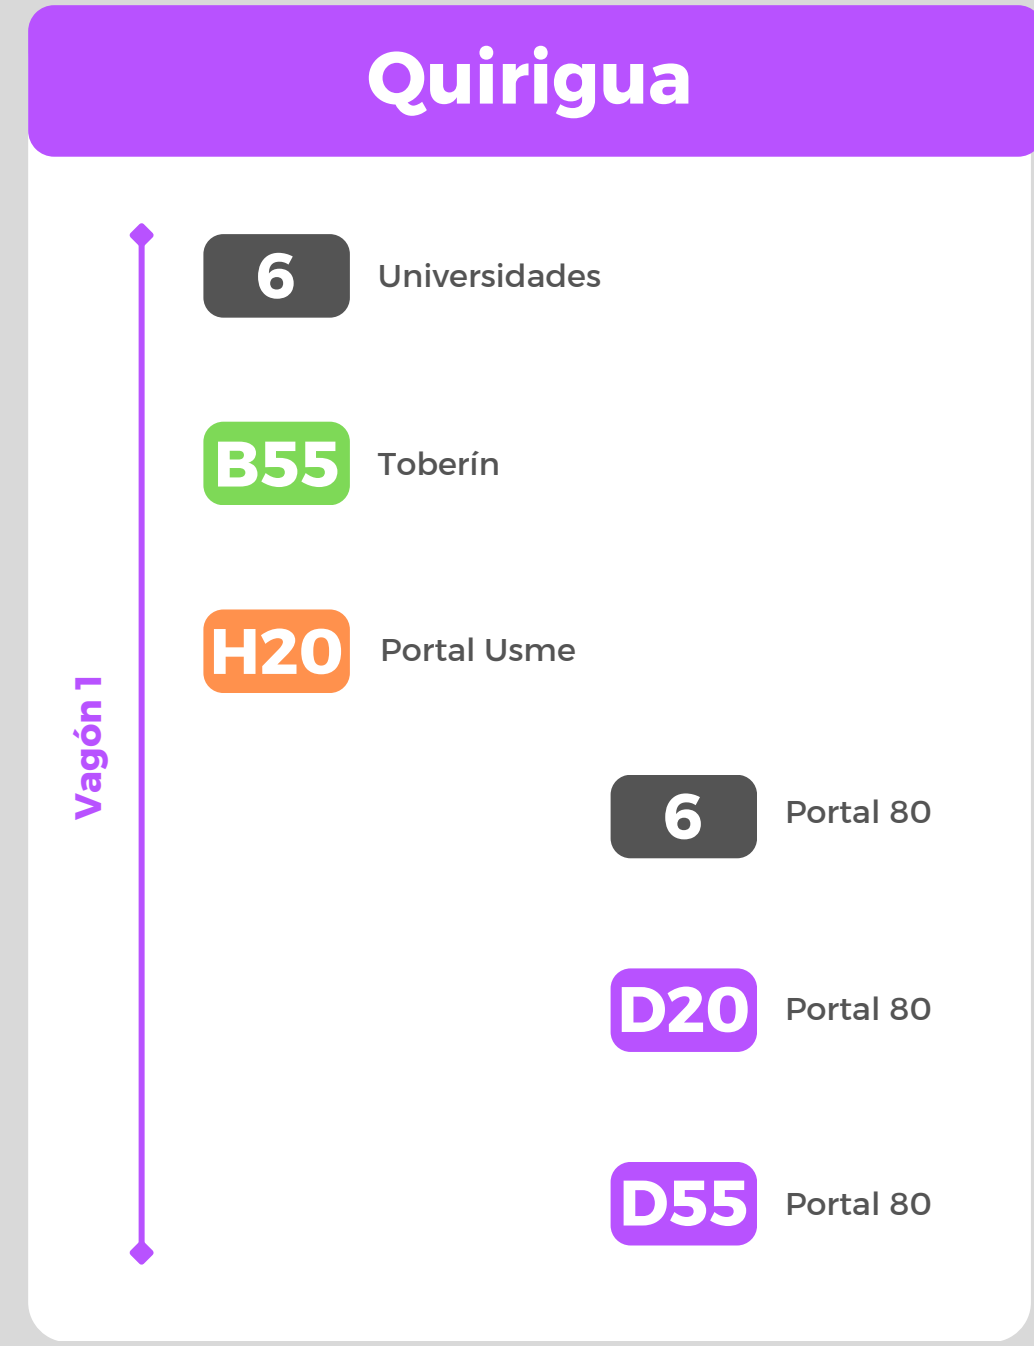 Quirigua
6 Universidades
B55 Toberín
H20 Portal Usme
Vagón 1
6 Portal 80
D20 Portal 80
D55 Portal 80